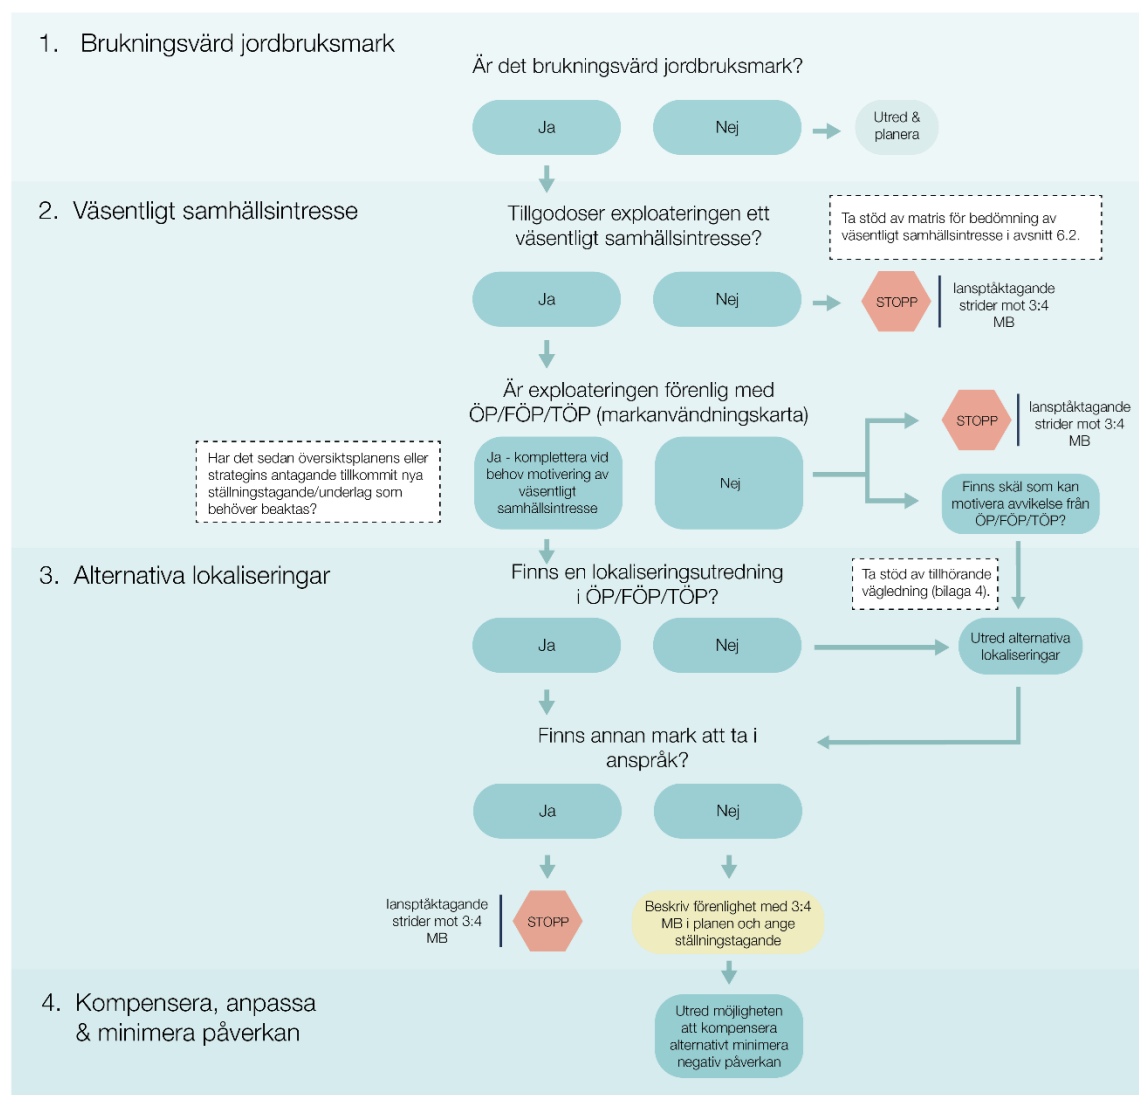 1. Brukningsvärd jordbruksmark
Är det brukningsvärd jordbruksmark?
Ja
Nej
Utred &
planera
2. Väsentligt samhällsintresse
Tillgodoser exploateringen ett
väsentligt samhällsintresse?
Ta stöd av matris för bedömning av
väsentligt samhällsintresse i avsnitt 6.2.
Ja
Nej
STOPP
Iansptåktagande
strider mot 3:4
MB
Är exploateringen förenlig med
ÖP/FÖP/TÖP (markanvändningskarta)
STOPP
Iansptåktagande
strider mot 3:4
MB
Har det sedan översiktsplanens eller
strategins antagande tillkommit nya
ställningstagande/underlag som
behöver beaktas?
Ja - komplettera vid
behov motivering av
väsentligt
samhällsintresse
Nej
Finns skäl som kan
motivera avvikelse från
ÖP/FÖP/TÖP?
3. Alternativa lokaliseringar
Finns en lokaliseringsutredning
i ÖP/FÖP/TÖP?
Ta stöd av tillhörande
vägledning (bilaga 4).
Ja
Nej
Utred alternativa
lokaliseringar
Finns annan mark att ta i
anspråk?
Ja
Nej
Iansptåktagande
strider mot 3:4
MB
STOPP
Beskriv förenlighet med 3:4
MB i planen och ange
ställningstagande
4. Kompensera, anpassa
& minimera påverkan
Utred möjligheten
att kompensera
alternativt minimera
negativ påverkan